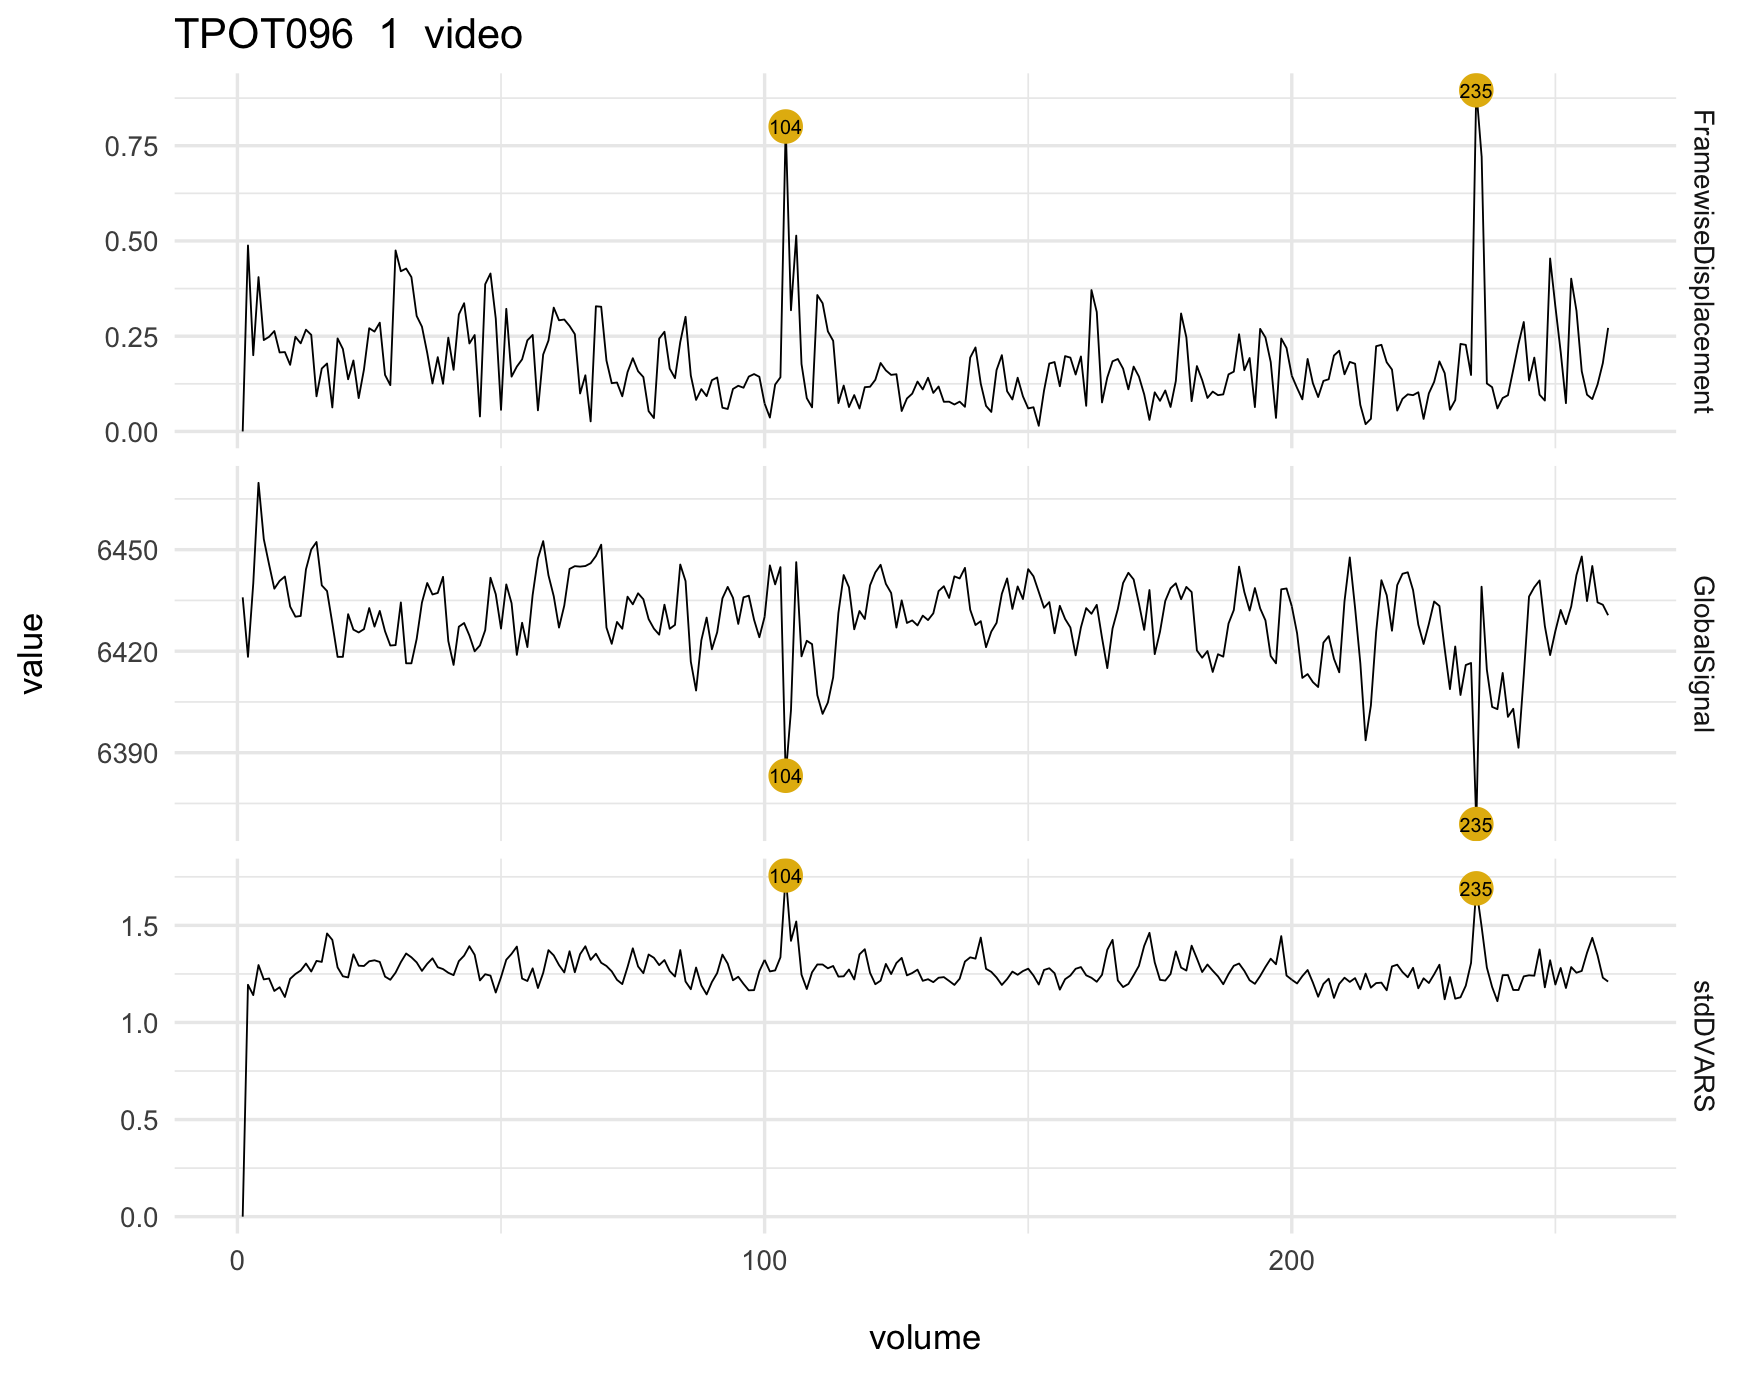 TPOT096 1 video
104
235
0.75
0.50
0.25
0.00
FramewiseDisplacement
6450
6420
6390
104
235
GlobalSignal
value
104
235
1.5
1.0
0.5
0.0
stdDVARS
0 100 200
volume